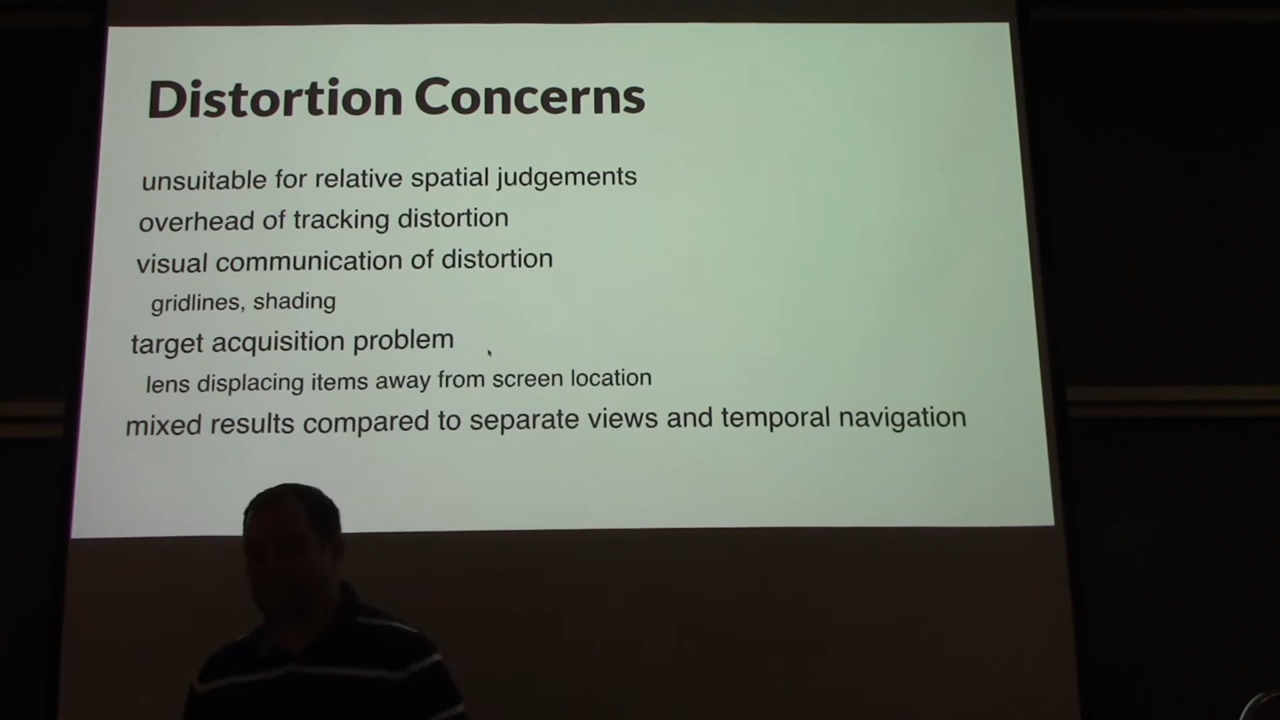 Distortion Concerns
unsuitable for relative spatial judgements
overhead of tracking distortion
visual communication of distortion
gridlines, shading
target acquisition problem
lens displacing items away from screen location
mixed results compared to separate views and temporal navigation